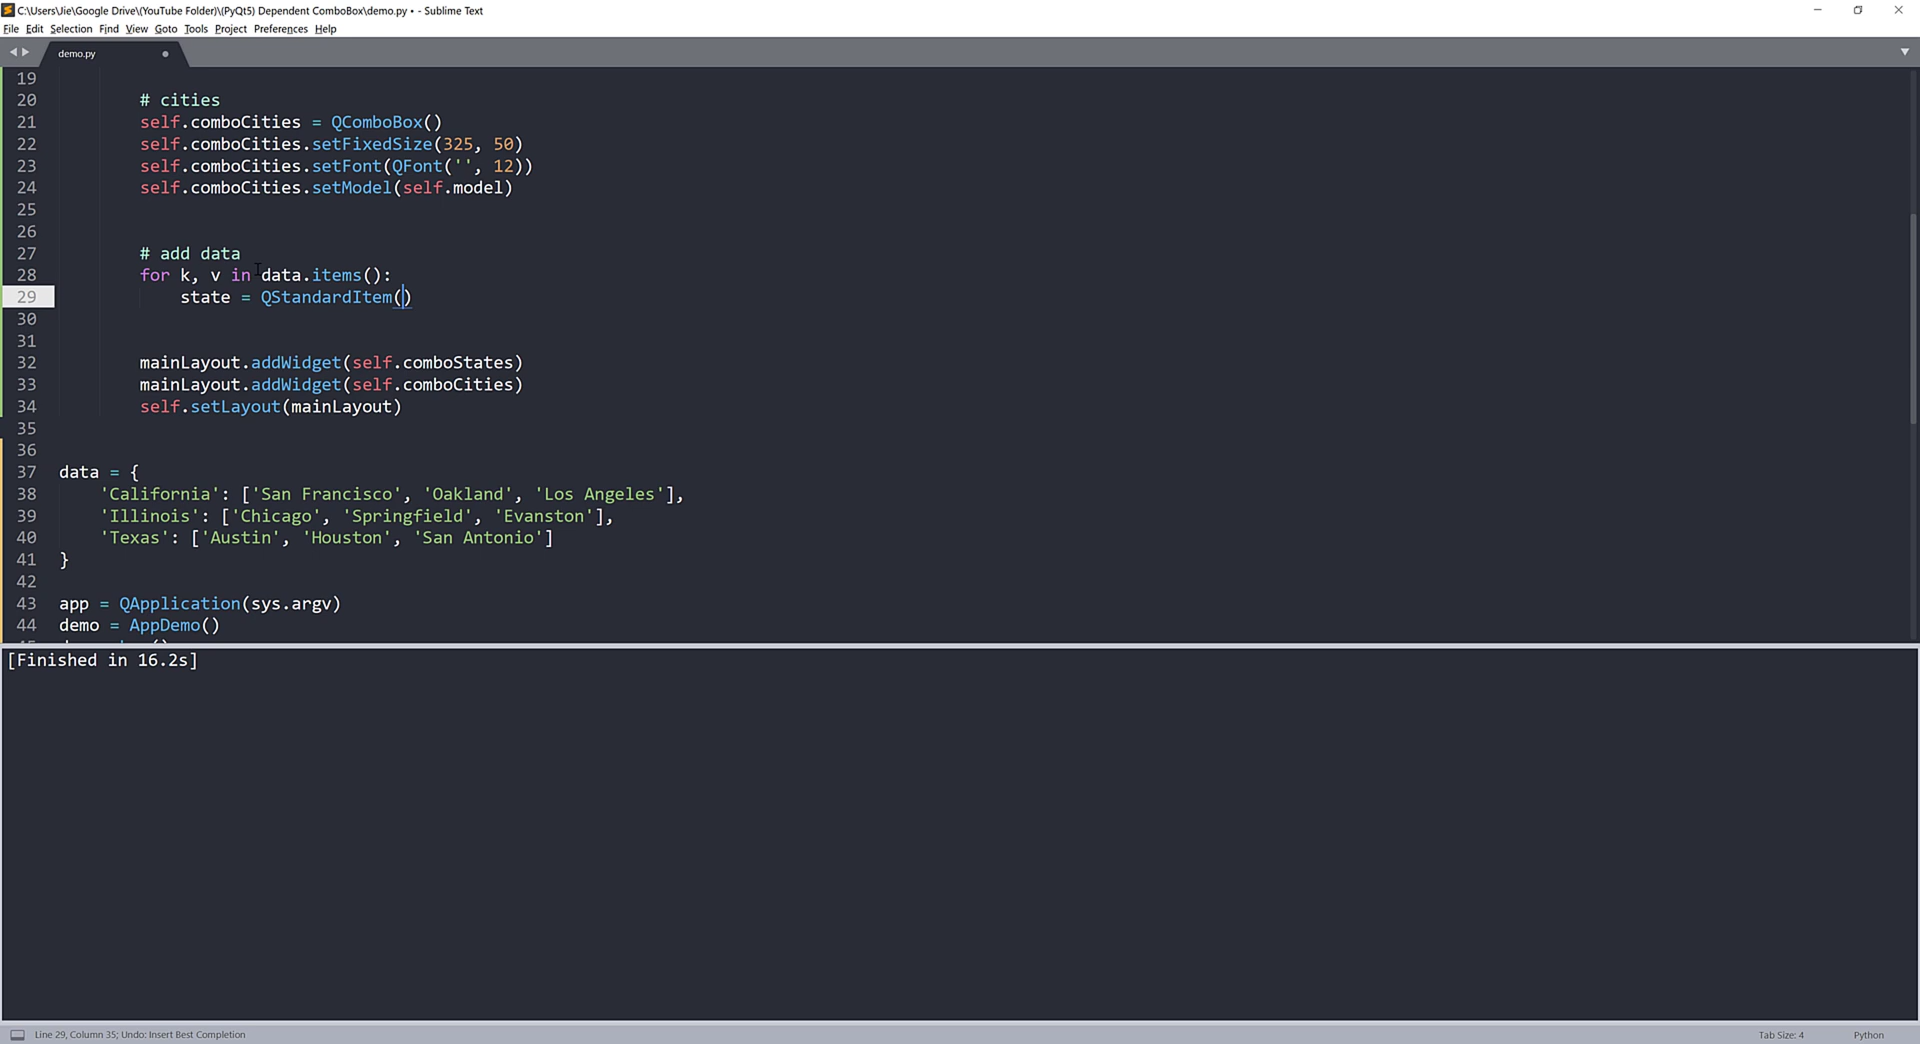 C:\Users\Jie\Google Drive\(YouTube Folder)\(PyQt5) Dependent ComboBox\demo.py • - Sublime Text
File Edit Selection Find View Goto Tools Project Preferences Help
demo.py
19
20 # cities
21 self.comboCities = QComboBox()
22 self.comboCities.setFixedSize(325, 50)
23 self.comboCities.setFont(QFont('', 12))
24 self.comboCities.setModel(self.model)
25
26
27 # add data
28 for k, v in data.items():
29 state = QStandardItem()
30
31
32 mainLayout.addWidget(self.comboStates)
33 mainLayout.addWidget(self.comboCities)
34 self.setLayout(mainLayout)
35
36
37 data = {
38 'California': ['San Francisco', 'Oakland', 'Los Angeles'],
39 'Illinois': ['Chicago', 'Springfield', 'Evanston'],
40 'Texas': ['Austin', 'Houston', 'San Antonio']
41 }
42
43 app = QApplication(sys.argv)
44 demo = AppDemo()
[Finished in 16.2s]
Line 29, Column 35; Undo: Insert Best Completion Tab Size: 4 Python